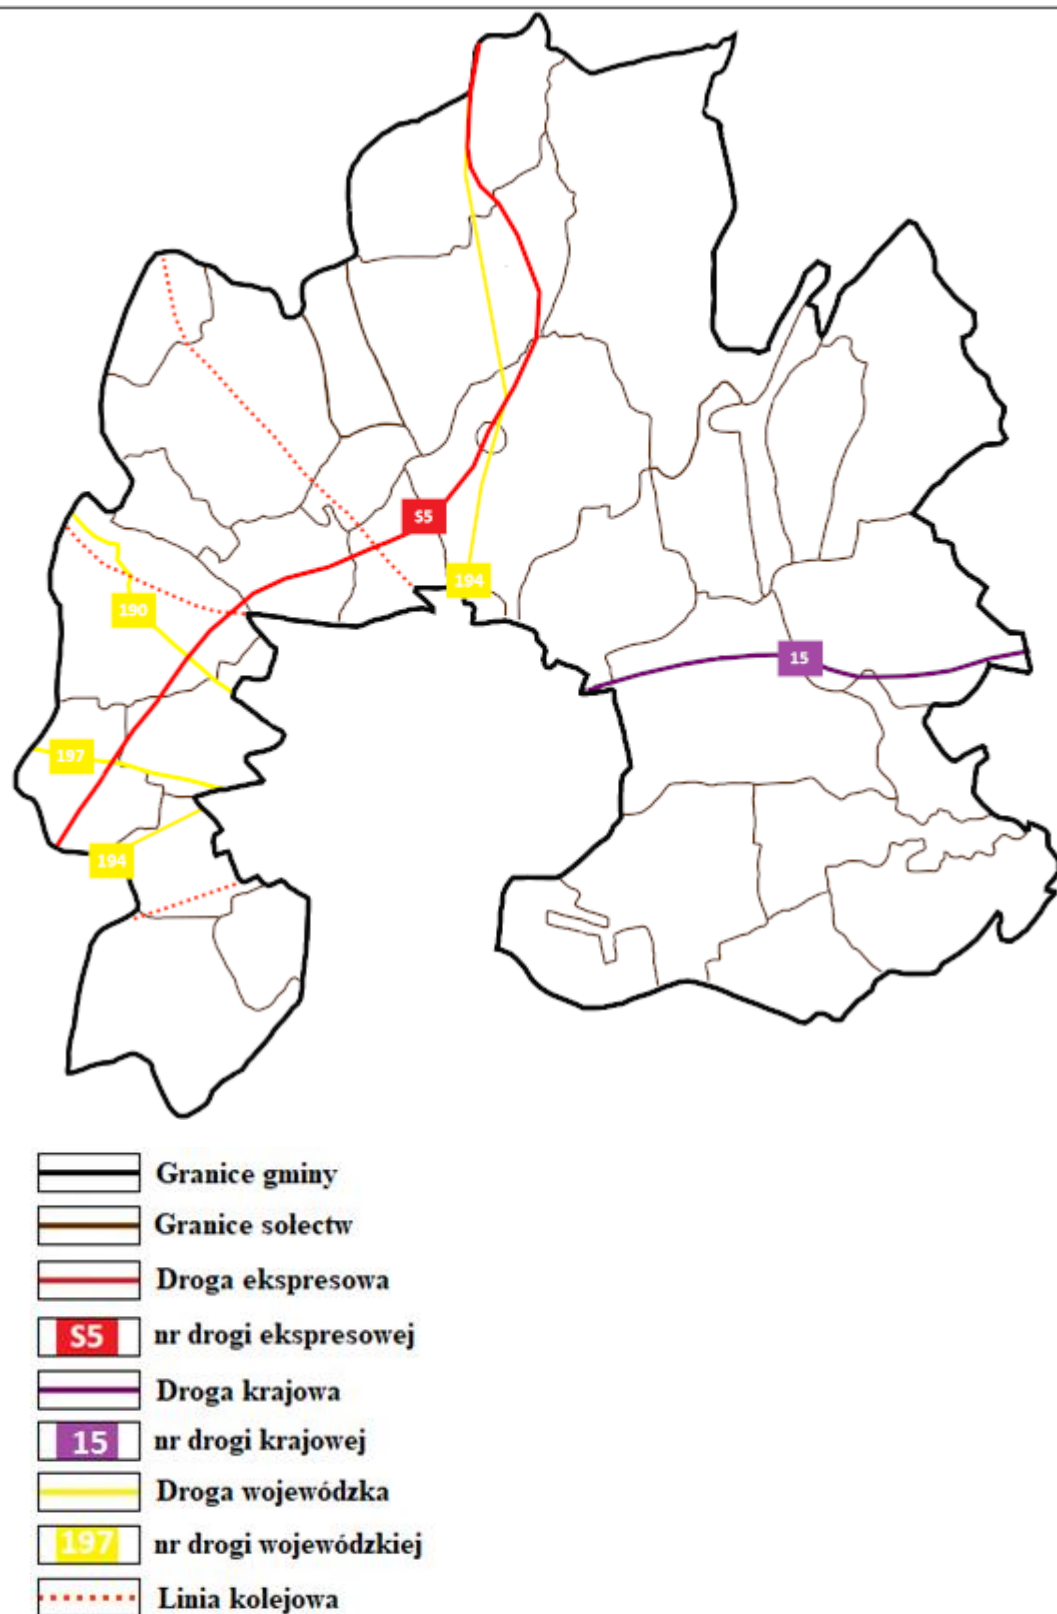 S5
194
190
15
197
194
Granice gminy
Granice sołectw
Droga ekspresowa
S5 nr drogi ekspresowej
Droga krajowa
15 nr drogi krajowej
Droga wojewódzka
197 nr drogi wojewódzkiej
Linia kolejowa